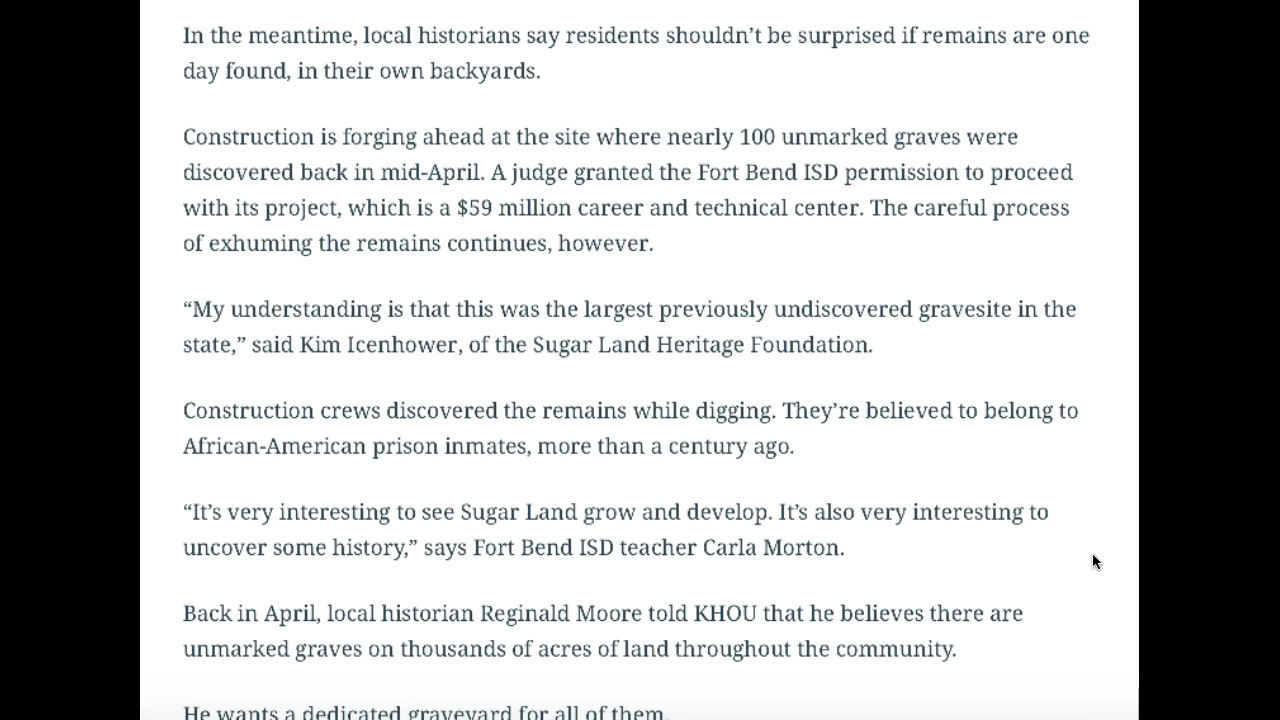 In the meantime, local historians say residents shouldn’t be surprised if remains are one
day found, in their own backyards.
Construction is forging ahead at the site where nearly 100 unmarked graves were
discovered back in mid-April. A judge granted the Fort Bend ISD permission to proceed
with its project, which is a $59 million career and technical center. The careful process
of exhuming the remains continues, however.
“My understanding is that this was the largest previously undiscovered gravesite in the
state,” said Kim Icenhower, of the Sugar Land Heritage Foundation.
Construction crews discovered the remains while digging. They’re believed to belong to
African-American prison inmates, more than a century ago.
“It’s very interesting to see Sugar Land grow and develop. It’s also very interesting to
uncover some history,” says Fort Bend ISD teacher Carla Morton.
Back in April, local historian Reginald Moore told KHOU that he believes there are
unmarked graves on thousands of acres of land throughout the community.
He wants a dedicated graveyard for all of them.